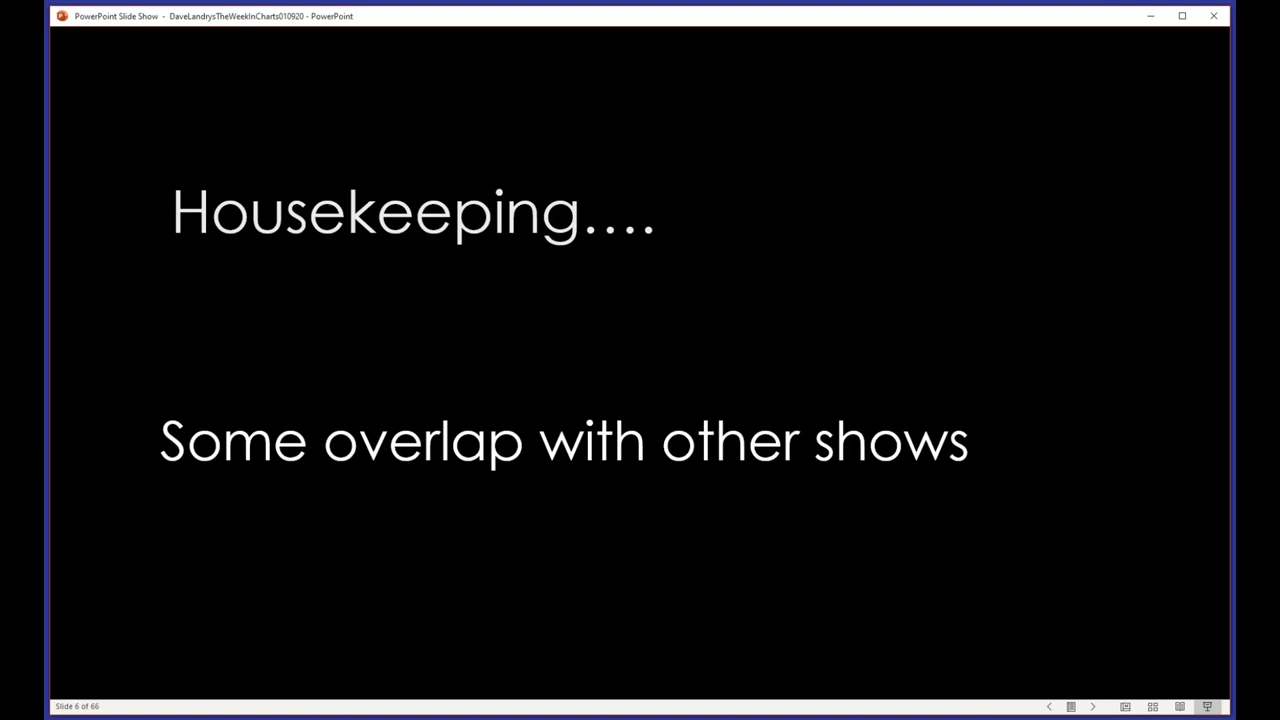 PowerPoint Slide Show - DaveLandrysTheWeekInCharts010920 - PowerPoint
Housekeeping....
Some overlap with other shows
Slide 6 of 66